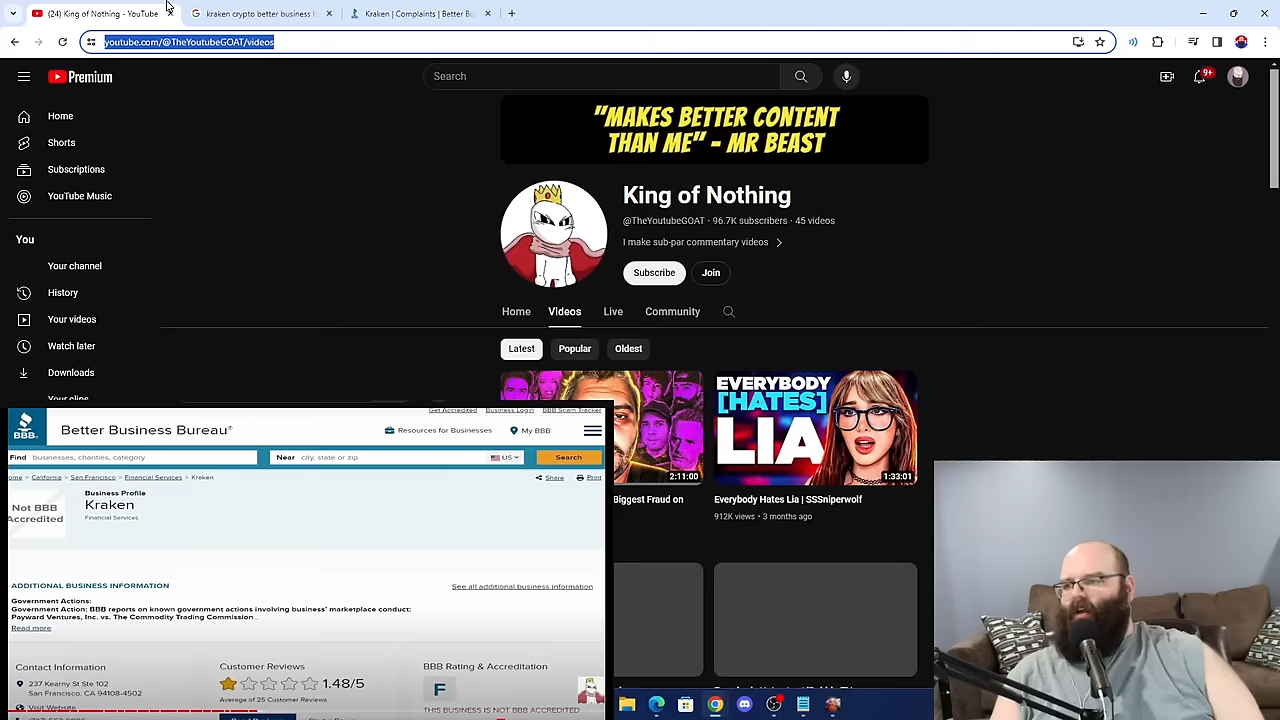 (24) King of Nothing - YouTube
kraken crypto better business b
Kraken | Complaints | Better Bu
youtube.com/@TheYoutubeGOAT/videos
Premium
Search
9+
Home
Shorts
Subscriptions
YouTube Music
You
Your channel
History
Your videos
Watch later
Downloads
Your clips
"MAKES BETTER CONTENT
THAN ME" - MR BEAST
King of Nothing
@TheYoutubeGOAT · 96.7K subscribers · 45 videos
I make sub-par commentary videos
Subscribe
Join
Home
Videos
Live
Community
Latest
Popular
Oldest
2:11:00
EVERYBODY
[HATES]
LIA
1:33:01
Biggest Fraud on
Everybody Hates Lia | SSSniperwolf
912K views · 3 months ago
Get Accredited
Business Login
BBB Scam Tracker
BBB.
Better Business Bureau®
Resources for Businesses
My BBB
Find businesses, charities, category
Near city, state or zip
US
Search
ome > California > San Francisco > Financial Services > Kraken
Share
Print
Not BBB
Accredited
Business Profile
Kraken
Financial Services
ADDITIONAL BUSINESS INFORMATION
See all additional business information
Government Actions:
Government Action: BBB reports on known government actions involving business' marketplace conduct:
Payward Ventures, Inc. vs. The Commodity Trading Commission...
Read more
Contact Information
237 Kearny St Ste 102
San Francisco, CA 94108-4502
Visit Website
Customer Reviews
1.48/5
Average of 25 Customer Reviews
BBB Rating & Accreditation
F
THIS BUSINESS IS NOT BBB ACCREDITED